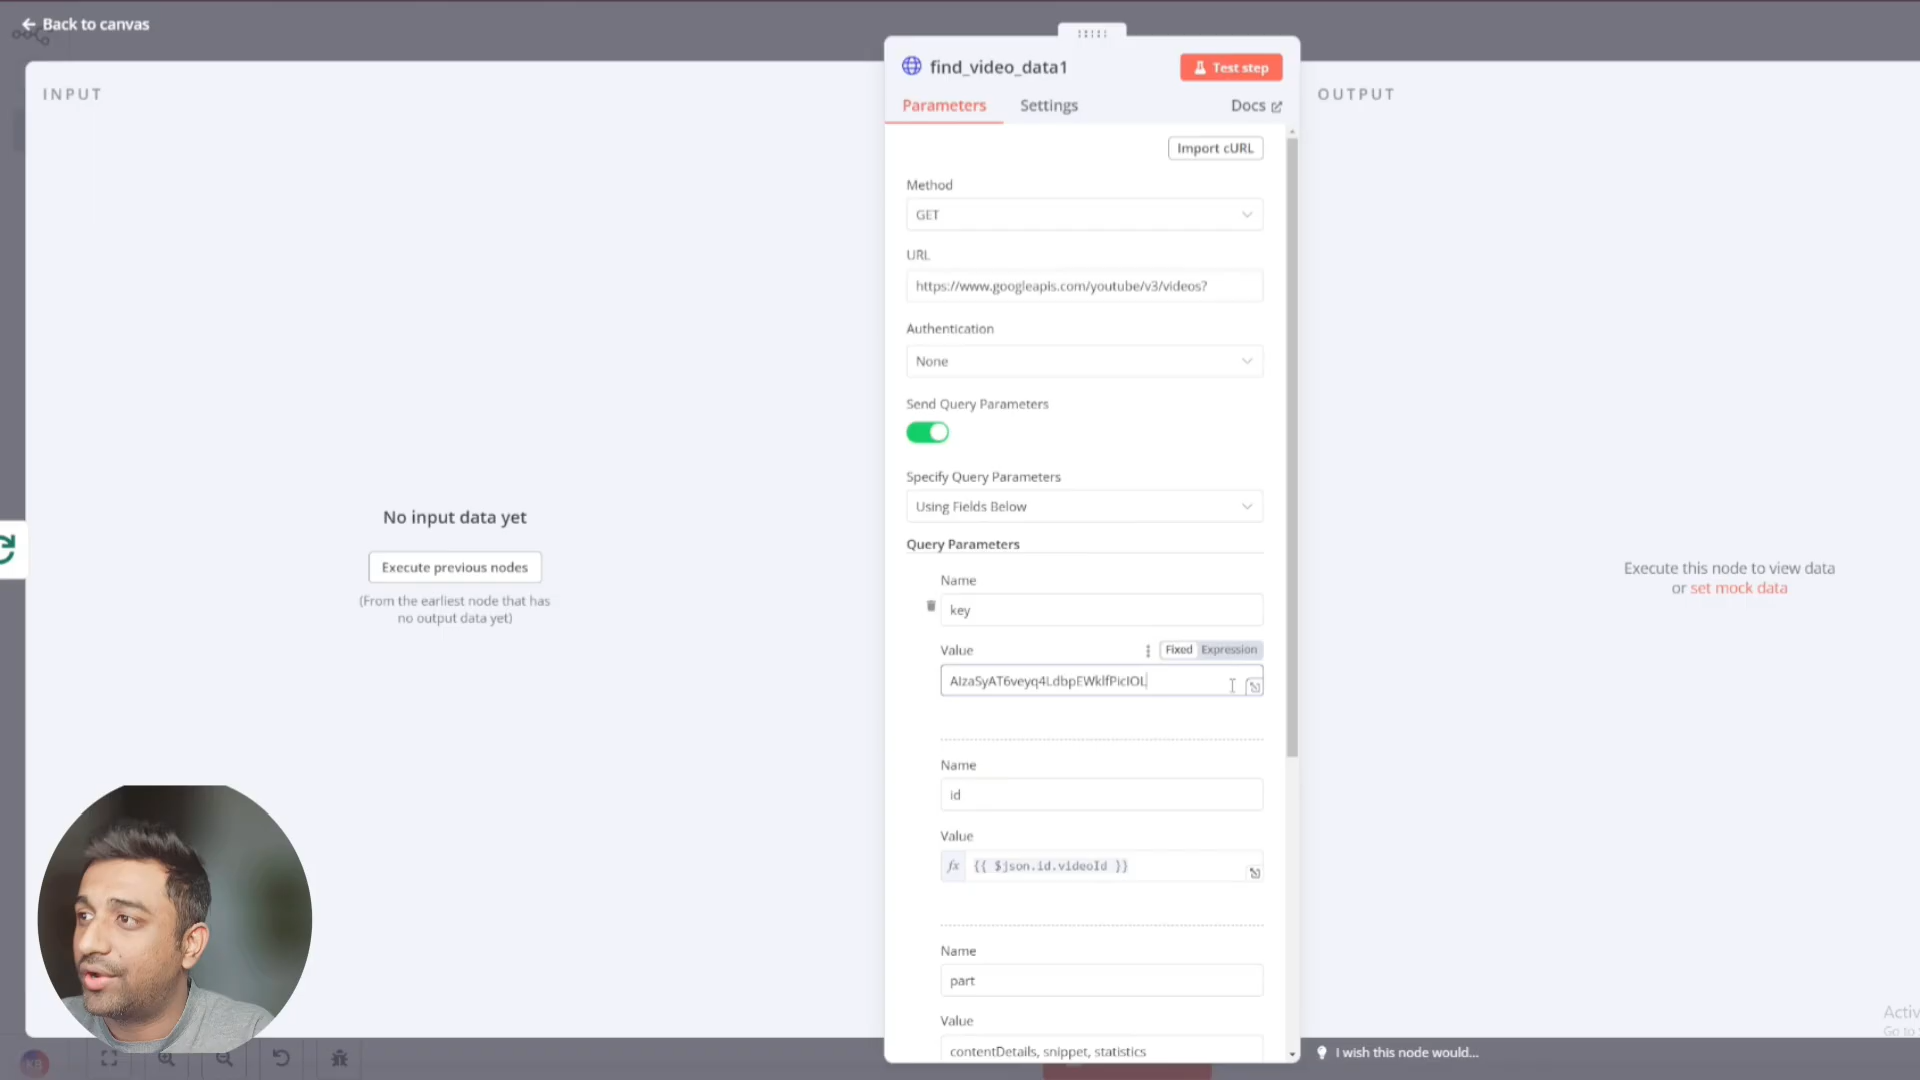 Back to canvas
INPUT
No input data yet
Execute previous nodes
(From the earliest node that has
no output data yet)
find_video_data1
Test step
Parameters
Settings
Docs
Import cURL
Method
GET
URL
https://www.googleapis.com/youtube/v3/videos?
Authentication
None
Send Query Parameters
Specify Query Parameters
Using Fields Below
Query Parameters
Name
key
Value
Fixed
Expression
AIzaSyAT6veyq4LdbpEWklfPicIOL
Name
id
Value
fx {{ $json.id.videoId }}
Name
part
Value
contentDetails, snippet, statistics
OUTPUT
Execute this node to view data
or set mock data
Activ
Go to
I wish this node would...
KB